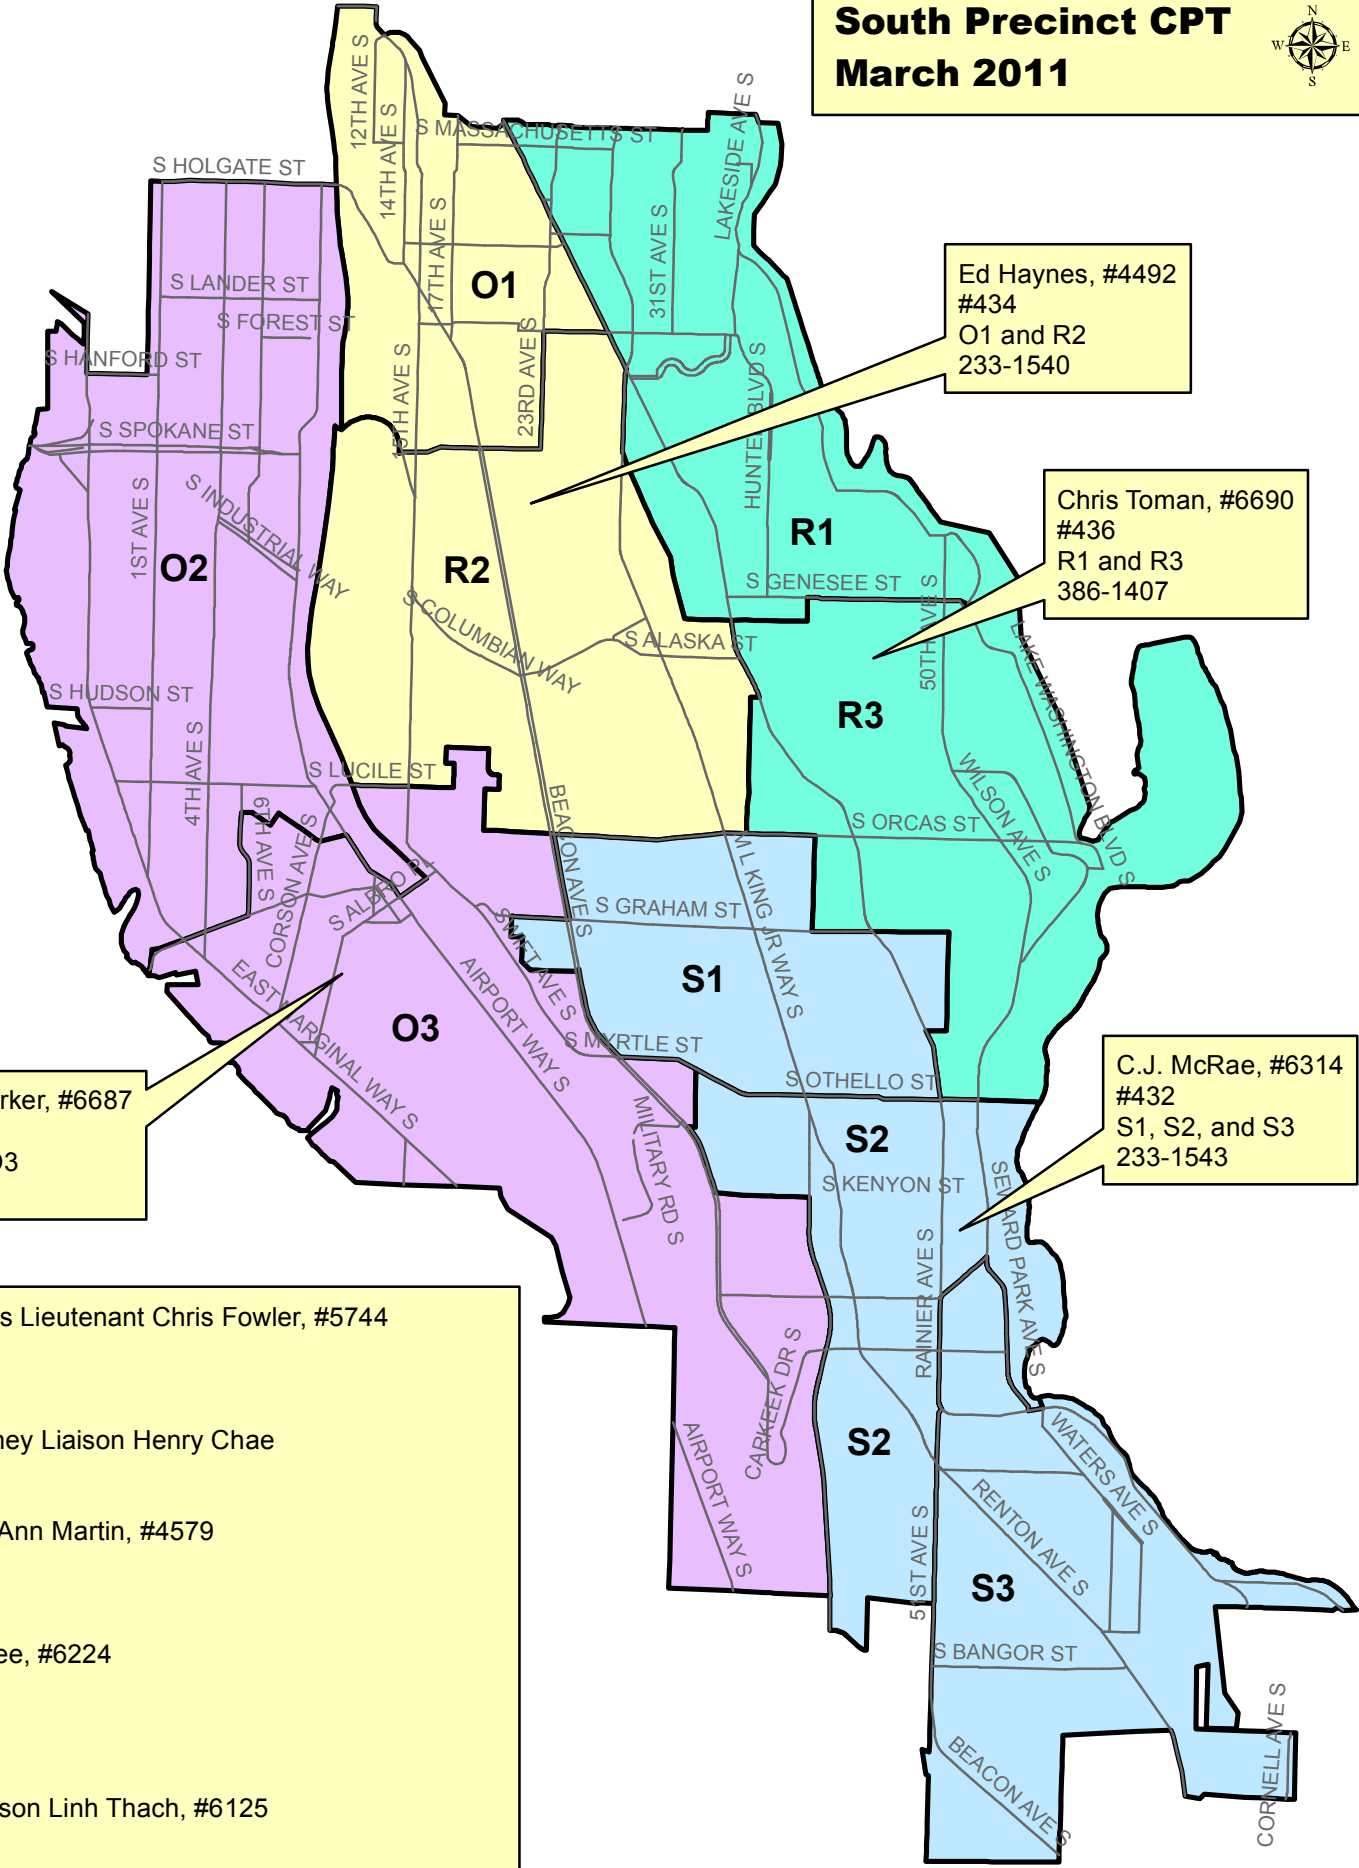 South Precinct CPT
March 2011
N
W E
S
12TH AVE S
14TH AVE S
S MASSACHUSETTS ST
LAKESIDE AVE S
S HOLGATE ST
17TH AVE S
31ST AVE S
O1
S LANDER ST
S FOREST ST
S HANFORD ST
15TH AVE S
23RD AVE S
HUNTER BLVD S
Ed Haynes, #4492
#434
O1 and R2
233-1540
S SPOKANE ST
1ST AVE S
S INDUSTRIAL WAY
O2
R2
R1
S GENESEE ST
50TH AVE S
Chris Toman, #6690
#436
R1 and R3
386-1407
S COLUMBIAN WAY
S ALASKA ST
LAKE WASHINGTON BLVD S
S HUDSON ST
4TH AVE S
R3
S LUCILE ST
WILSON AVE S
6TH AVE S
CORSON AVE S
BEACON AVE S
M L KING JR WAY S
S ORCAS ST
S ALBRO PL
SWIFT AVE S
S GRAHAM ST
S1
EAST MARGINAL WAY S
O3
AIRPORT WAY S
S MYRTLE ST
S OTHELLO ST
rker, #6687
O3
MILITARY RD S
S2
S KENYON ST
C.J. McRae, #6314
#432
S1, S2, and S3
233-1543
SEWARD PARK AVE S
RAINIER AVE S
s Lieutenant Chris Fowler, #5744
CARKEEK DR S
AIRPORT WAY S
S2
WATERS AVE S
ney Liaison Henry Chae
RENTON AVE S
51ST AVE S
Ann Martin, #4579
S3
ee, #6224
S BANGOR ST
BEACON AVE S
CORNELL AVE S
son Linh Thach, #6125